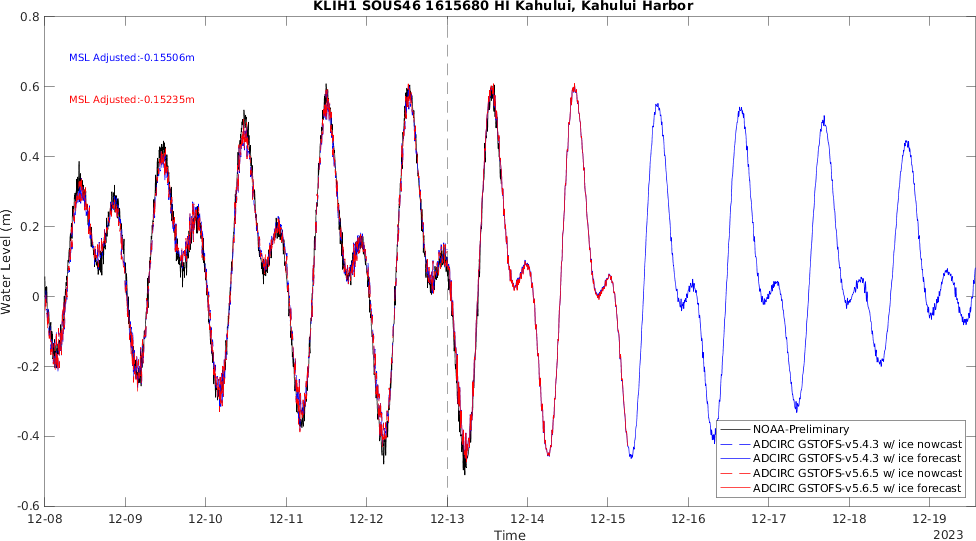 KLIH1 SOUS46 1615680 HI Kahului, Kahului Harbor
MSL Adjusted:-0.15506m
MSL Adjusted:-0.15235m
Water Level (m)
0.8
0.6
0.4
0.2
0
-0.2
-0.4
-0.6
NOAA-Preliminary
ADCIRC GSTOFS-v5.4.3 w/ ice nowcast
ADCIRC GSTOFS-v5.4.3 w/ ice forecast
ADCIRC GSTOFS-v5.6.5 w/ ice nowcast
ADCIRC GSTOFS-v5.6.5 w/ ice forecast
12-08 12-09 12-10 12-11 12-12 12-13 12-14 12-15 12-16 12-17 12-18 12-19
Time
2023